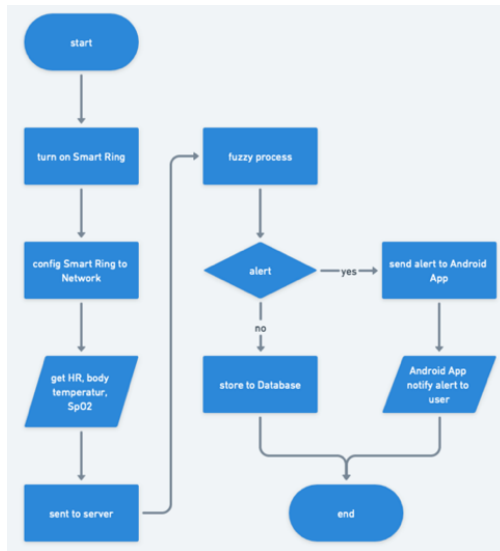 start
turn on Smart Ring
config Smart Ring to
Network
get HR, body
temperatur,
SpO2
sent to server
fuzzy process
alert
yes
send alert to Android
App
no
store to Database
Android App
notify alert to
user
end